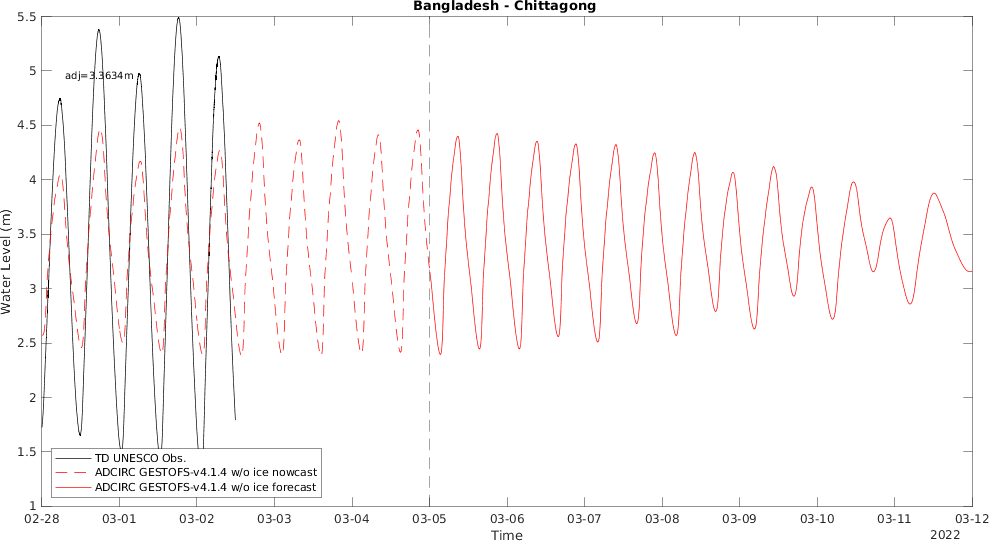 Bangladesh - Chittagong
5.5
5
4.5
4
3.5
3
2.5
2
1.5
1
Water Level (m)
adj=3.3634m
TD UNESCO Obs.
ADCIRC GESTOFS-v4.1.4 w/o ice nowcast
ADCIRC GESTOFS-v4.1.4 w/o ice forecast
02-28 03-01 03-02 03-03 03-04 03-05 03-06 03-07 03-08 03-09 03-10 03-11 03-12
Time
2022